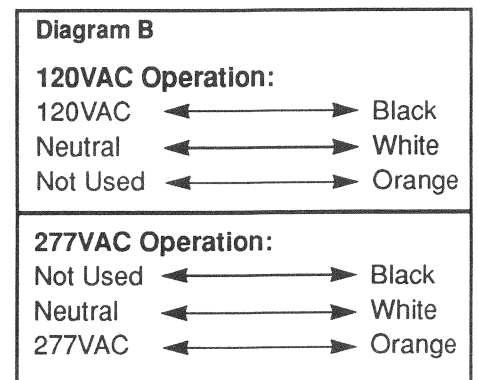 Diagram B
120VAC Operation:
120VAC Black
Neutral White
Not Used Orange
277VAC Operation:
Not Used Black
Neutral White
277VAC Orange